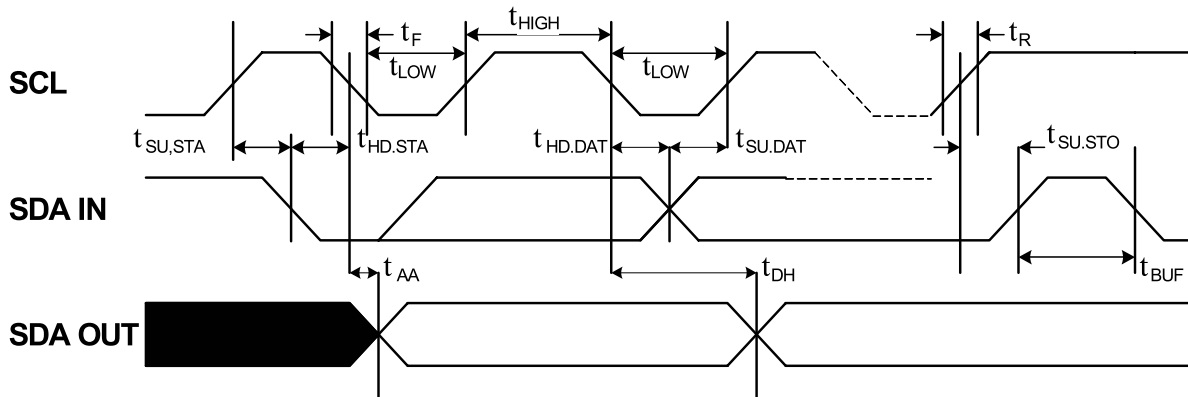 tF
tHIGH
tR
tLOW
tLOW
SCL
tSU,STA
tHD.STA
tHD.DAT
tSU.DAT
tSU.STO
SDA IN
tAA
tDH
tBUF
SDA OUT